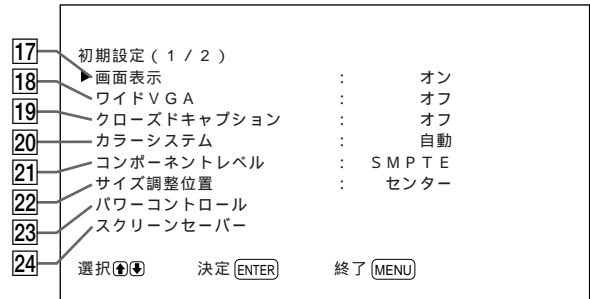 初期設定(1/2)
17 ▶画面表示 : オン
18 ワイドVGA : オフ
19 クローズドキャプション : オフ
20 カラーシステム : 自動
21 コンポーネントレベル : SMPTE
22 サイズ調整位置 : センター
23 パワーコントロール
24 スクリーンセーバー
選択⬆⬇ 決定 ENTER 終了 MENU